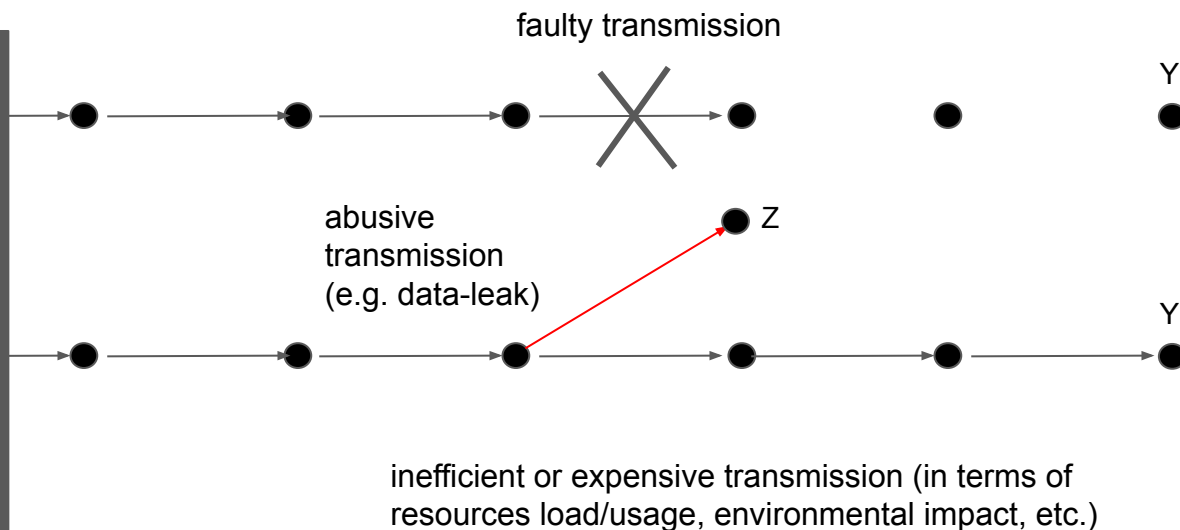 faulty transmission
Y
abusive
transmission
(e.g. data-leak)
Z
Y
inefficient or expensive transmission (in terms of
resources load/usage, environmental impact, etc.)